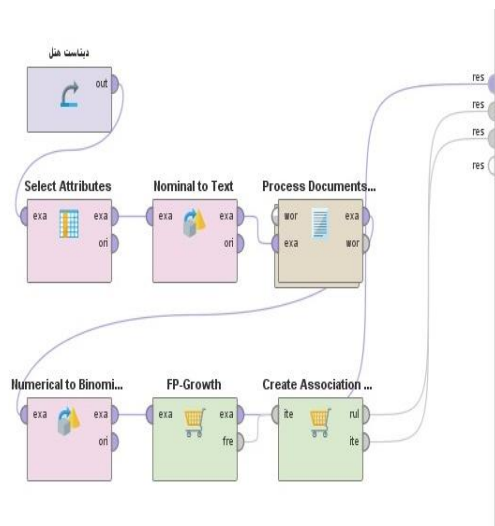 دیتاست هتل
out
res
res
res
res
Select Attributes
Nominal to Text
Process Documents...
exa
exa
ori
exa
exa
ori
wor
exa
exa
wor
Numerical to Binomi...
FP-Growth
Create Association ...
exa
exa
ori
exa
exa
fre
ite
rul
ite